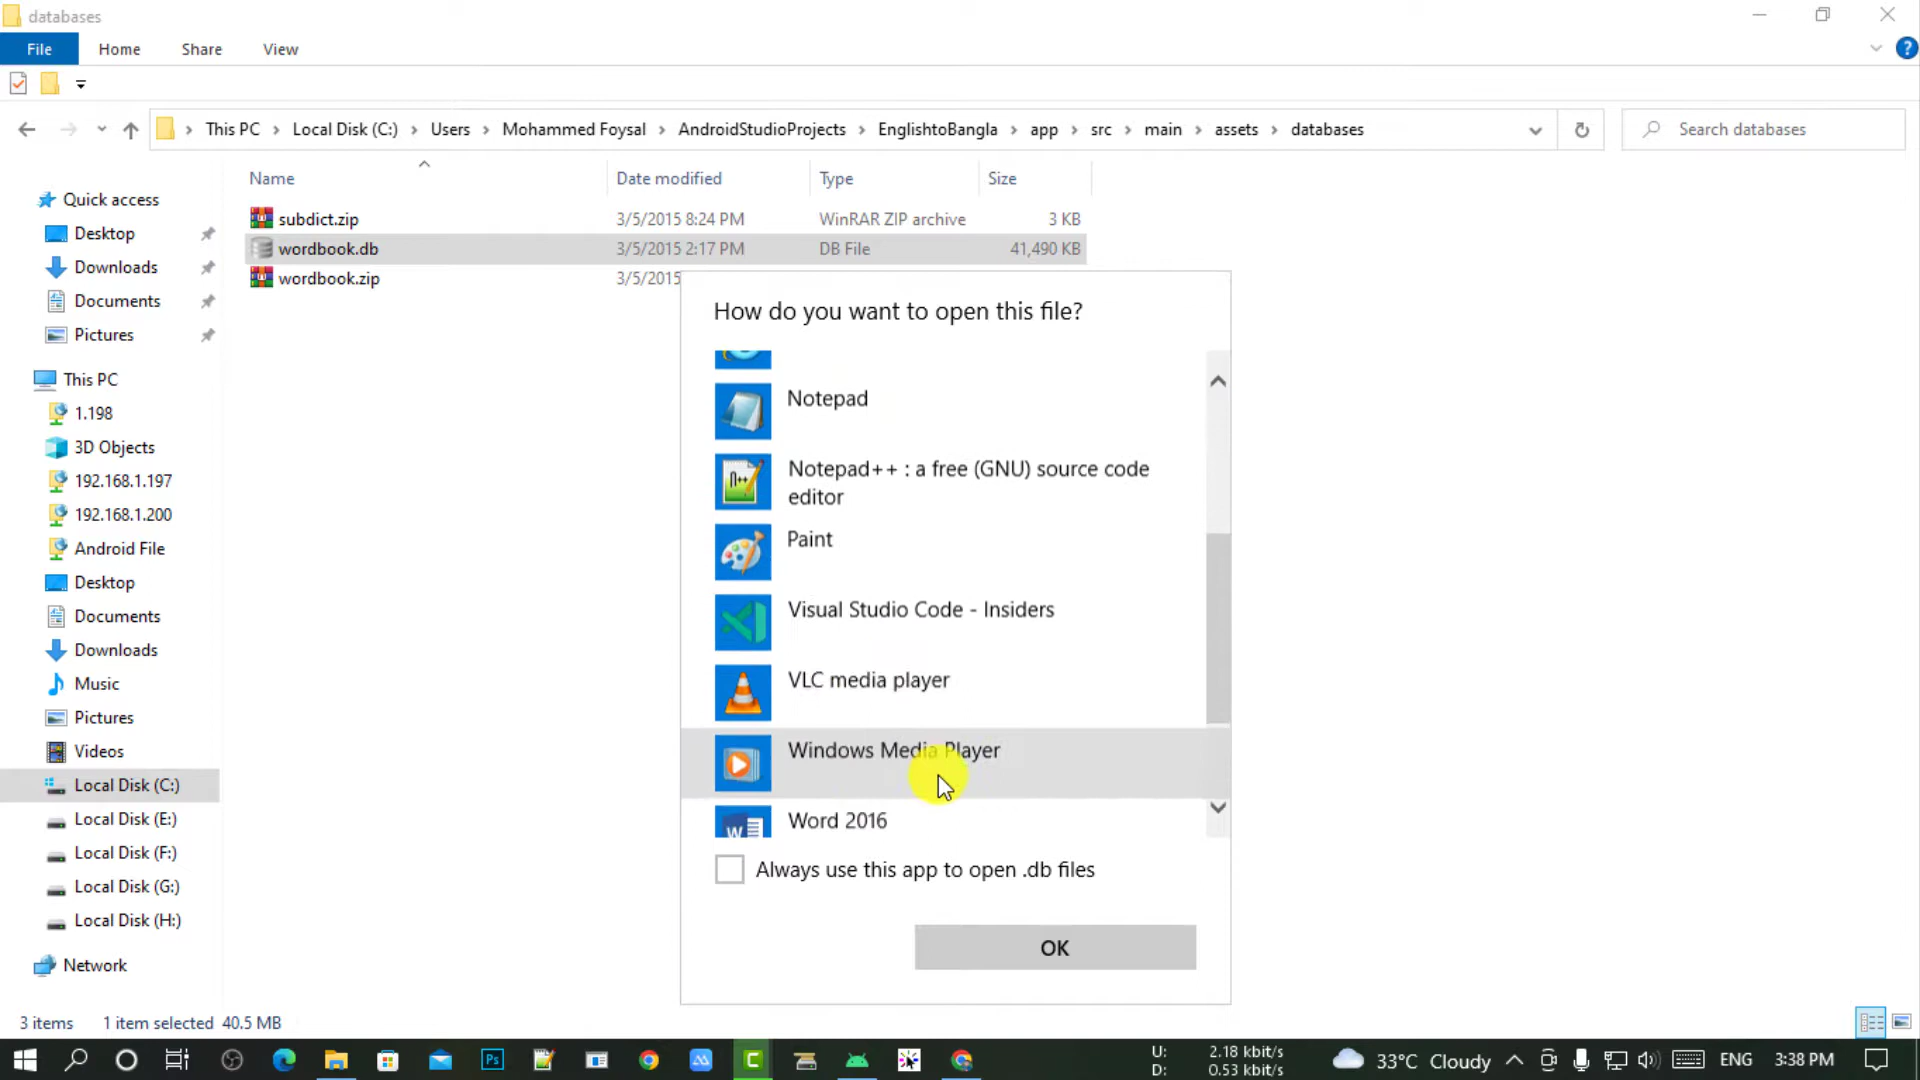 databases
File Home Share View
This PC Local Disk (C:) Users Mohammed Foysal AndroidStudioProjects EnglishtoBangla app src main assets databases
Search databases
Name Date modified Type Size
subdict.zip 3/5/2015 8:24 PM WinRAR ZIP archive 3 KB
wordbook.db 3/5/2015 2:17 PM DB File 41,490 KB
wordbook.zip 3/5/2015
Quick access
Desktop
Downloads
Documents
Pictures
This PC
1.198
3D Objects
192.168.1.197
192.168.1.200
Android File
Desktop
Documents
Downloads
Music
Pictures
Videos
Local Disk (C:)
Local Disk (E:)
Local Disk (F:)
Local Disk (G:)
Local Disk (H:)
Network
How do you want to open this file?
Notepad
Notepad++ : a free (GNU) source code
editor
Paint
Visual Studio Code - Insiders
VLC media player
Windows Media Player
Word 2016
Always use this app to open .db files
OK
3 items 1 item selected 40.5 MB
U: 2.18 kbit/s
D: 0.53 kbit/s
33°C Cloudy
ENG
3:38 PM